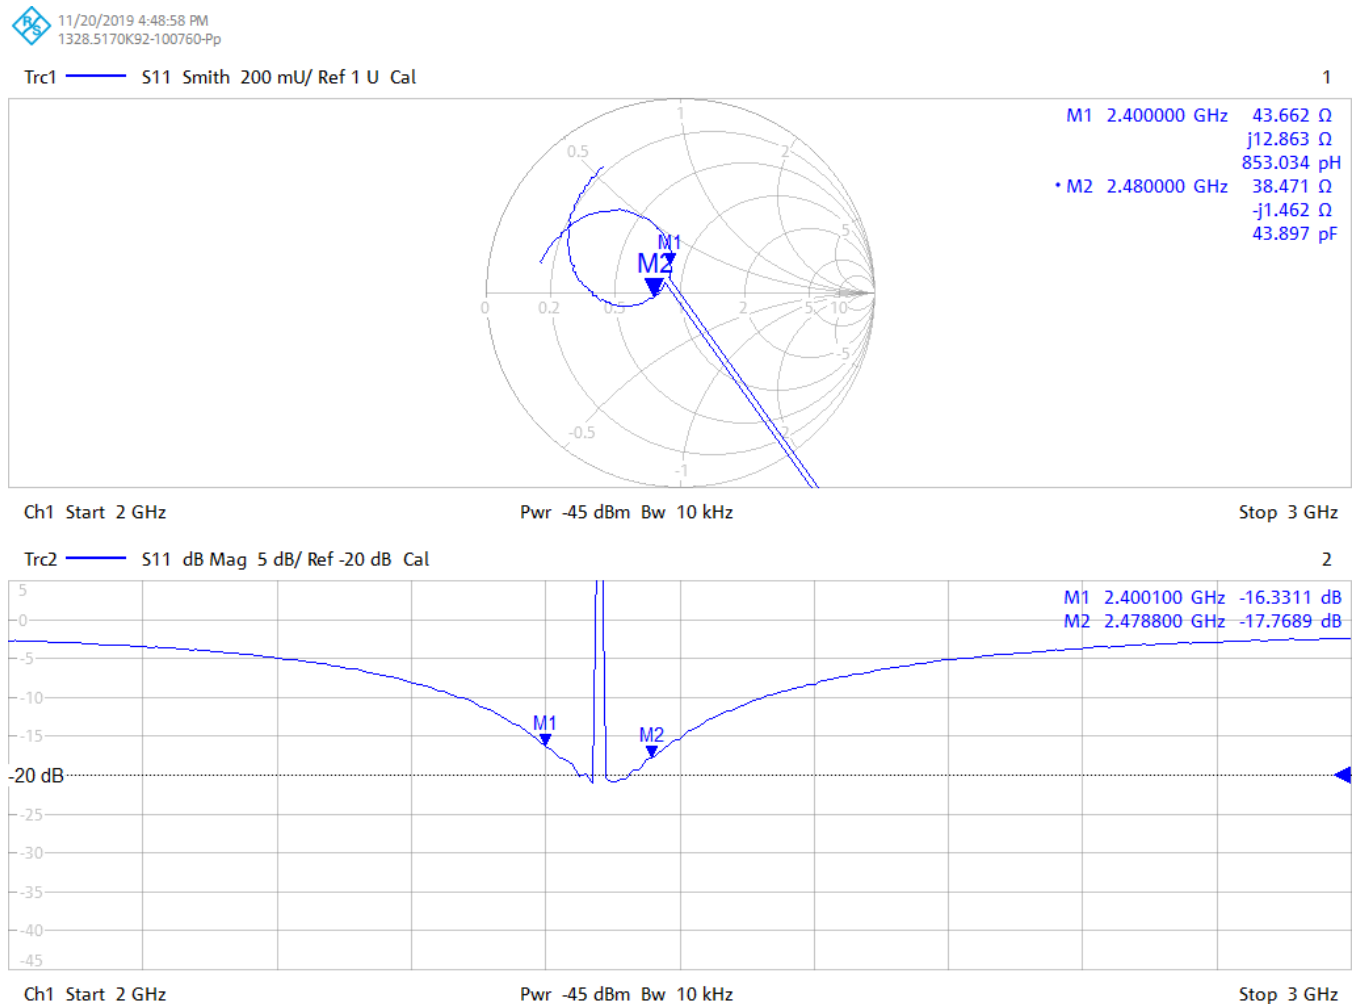 R&S
11/20/2019 4:48:58 PM
1328.5170K92-100760-Pp
Trc1 S11 Smith 200 mU/ Ref 1 U Cal 1
M1 2.400000 GHz 43.662 Ω
j12.863 Ω
853.034 pH
• M2 2.480000 GHz 38.471 Ω
-j1.462 Ω
43.897 pF
1
0.5 2
5
M1
M2
0 0.2 0.5 2 5 10
-5
-0.5 2
-1
Ch1 Start 2 GHz Pwr -45 dBm Bw 10 kHz Stop 3 GHz
Trc2 S11 dB Mag 5 dB/ Ref -20 dB Cal 2
M1 2.400100 GHz -16.3311 dB
M2 2.478800 GHz -17.7689 dB
5
0
-5
-10
-15
M1 M2
-20 dB
-25
-30
-35
-40
-45
Ch1 Start 2 GHz Pwr -45 dBm Bw 10 kHz Stop 3 GHz